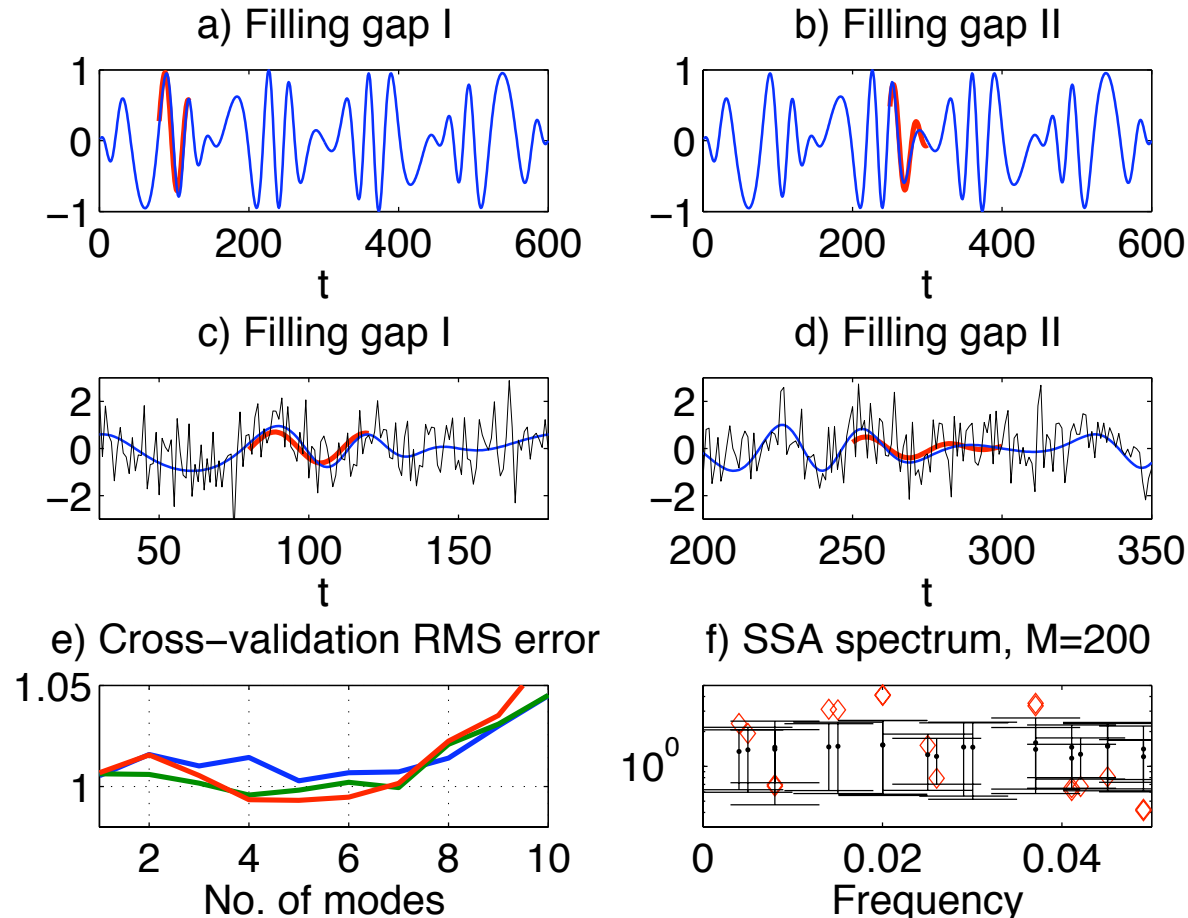 a) Filling gap I
1
0
−1
0 200 400 600
t
b) Filling gap II
1
0
−1
0 200 400 600
t
c) Filling gap I
2
0
−2
50 100 150
t
d) Filling gap II
2
0
−2
200 250 300 350
t
e) Cross−validation RMS error
1.05
1
2 4 6 8 10
No. of modes
f) SSA spectrum, M=200
10^0
0 0.02 0.04
Frequency